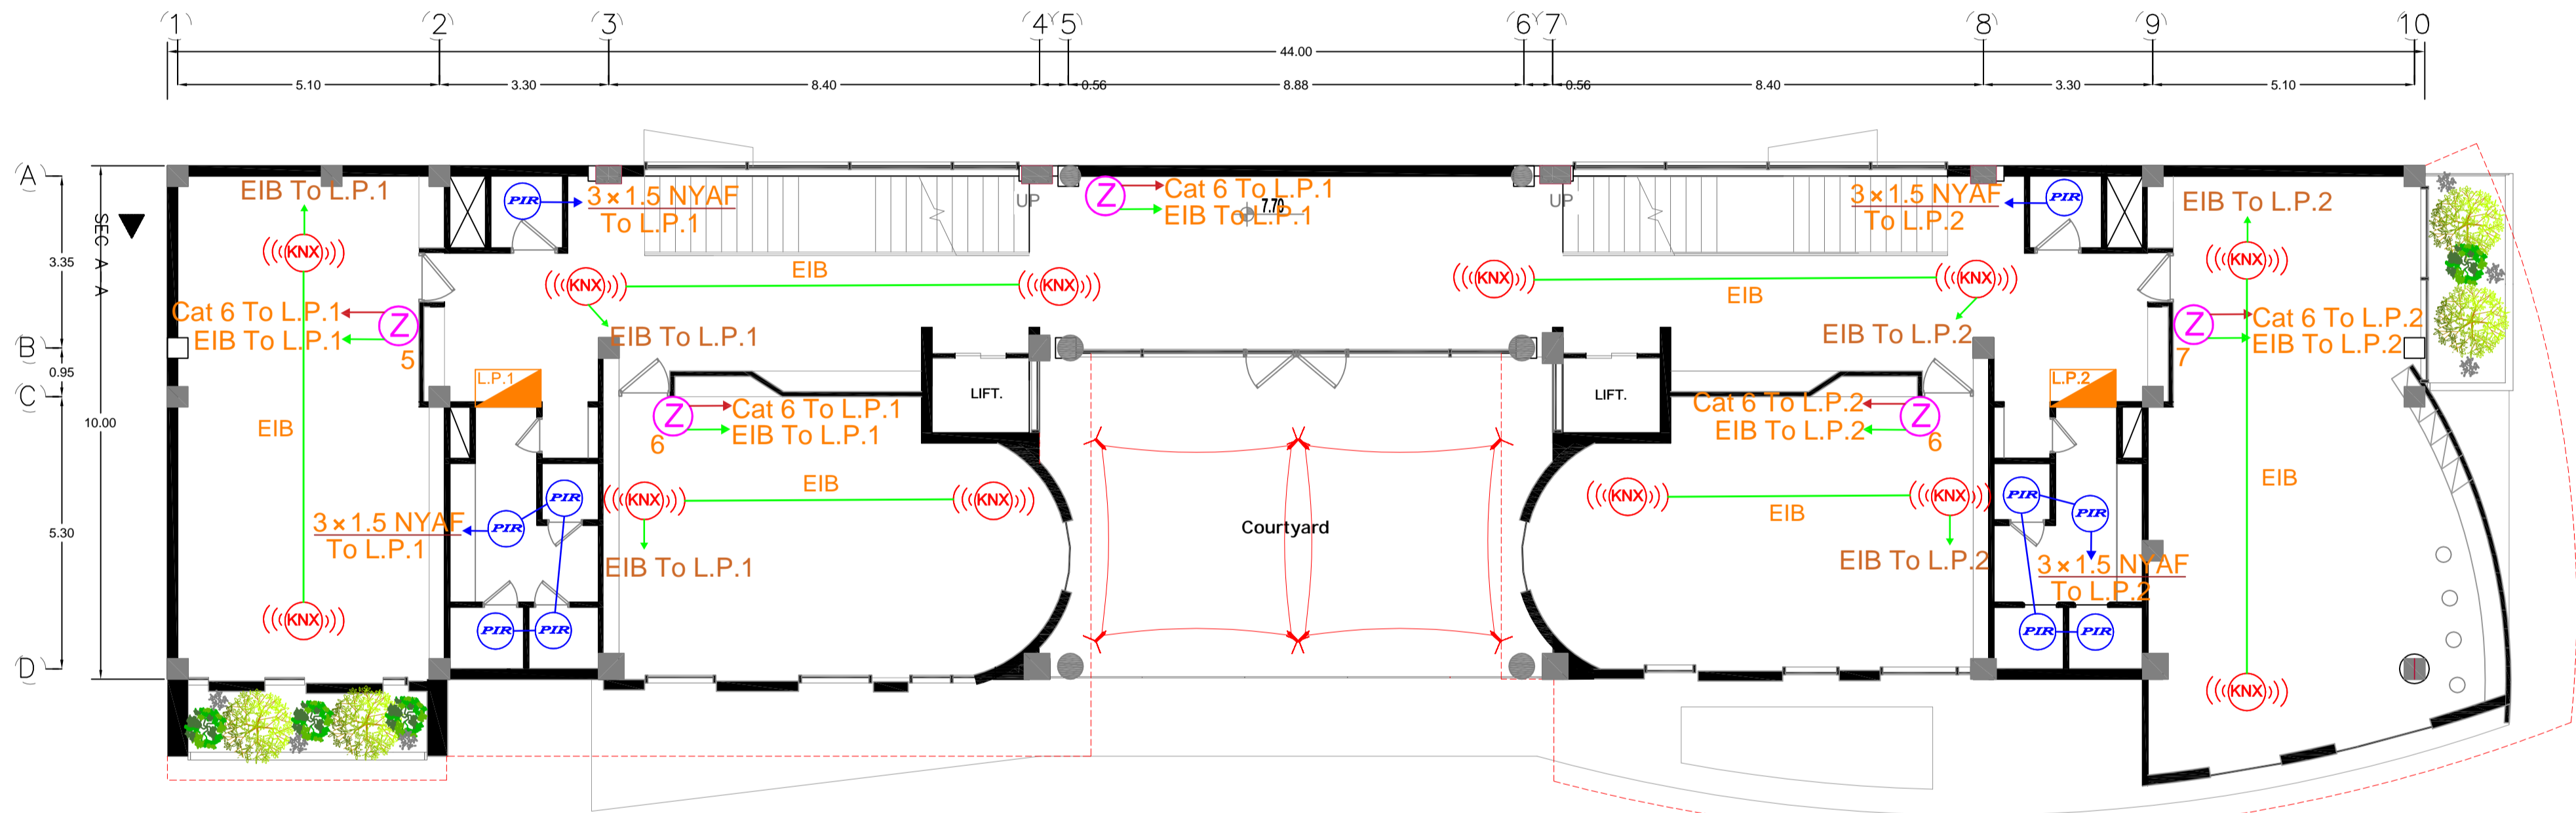 1 2 3 4 5 6 7 8 9 10
44.00
5.10 3.30 8.40 0.56 8.88 0.56 8.40 3.30 5.10
A
B
C
D
SEC A-A
3.35
0.95
10.00
5.30
EIB To L.P.1
KNX
Cat 6 To L.P.1
EIB To L.P.1
Z
5
EIB
KNX
PIR
3×1.5 NYAF
To L.P.1
UP
KNX
EIB
KNX
EIB To L.P.1
L.P.1
Z
6
Cat 6 To L.P.1
EIB To L.P.1
LIFT.
PIR
PIR
3×1.5 NYAF
To L.P.1
PIR
PIR
KNX
EIB
KNX
EIB To L.P.1
Z
Cat 6 To L.P.1
EIB To L.P.1
7.70
UP
Courtyard
KNX
EIB
KNX
EIB To L.P.2
3×1.5 NYAF
To L.P.2
PIR
LIFT.
Cat 6 To L.P.2
EIB To L.P.2
Z
6
KNX
EIB
KNX
EIB To L.P.2
L.P.2
PIR
PIR
3×1.5 NYAF
To L.P.2
PIR
PIR
EIB To L.P.2
KNX
Z
7
Cat 6 To L.P.2
EIB To L.P.2
EIB
KNX